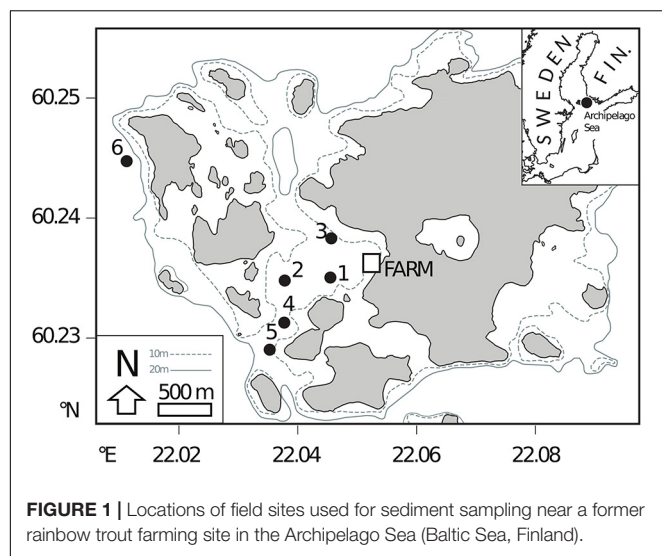 60.25
60.24
60.23
°N
°E
22.02
22.04
22.06
22.08
6
3
2
1
FARM
4
5
N
10m
20m
500 m
SWEDEN
FIN.
Archipelago
Sea
FIGURE 1 | Locations of field sites used for sediment sampling near a former
rainbow trout farming site in the Archipelago Sea (Baltic Sea, Finland).